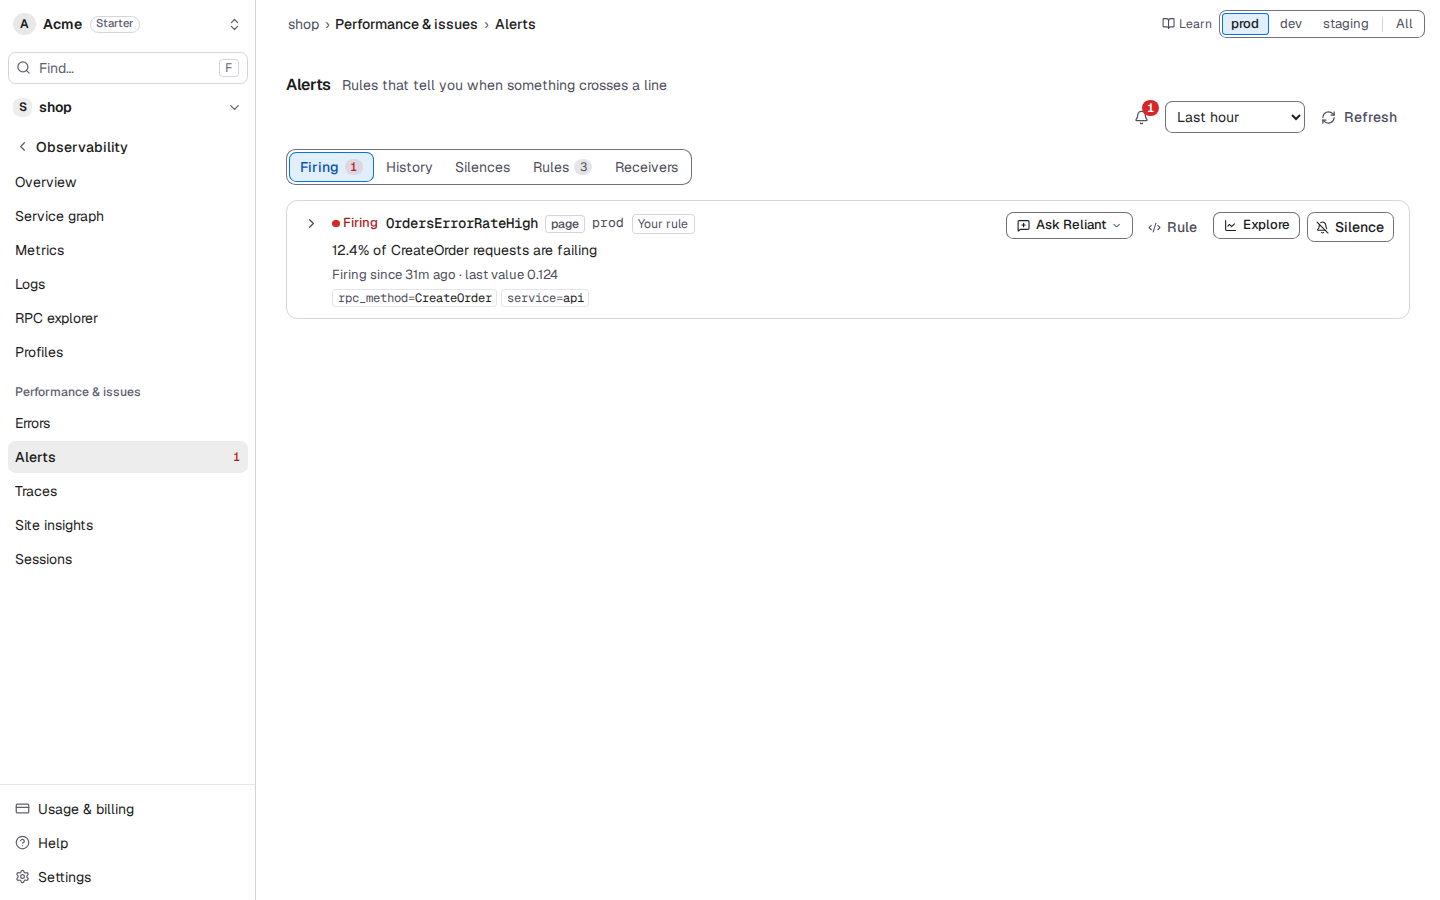 A Acme Starter
Find... F
S shop
Observability
Overview
Service graph
Metrics
Logs
RPC explorer
Profiles
Performance & issues
Errors
Alerts 1
Traces
Site insights
Sessions
Usage & billing
Help
Settings
shop › Performance & issues › Alerts
Learn prod dev staging All
Alerts Rules that tell you when something crosses a line
1 Last hour Refresh
Firing 1 History Silences Rules 3 Receivers
Firing OrdersErrorRateHigh page prod Your rule
Ask Reliant Rule Explore Silence
12.4% of CreateOrder requests are failing
Firing since 31m ago · last value 0.124
rpc_method=CreateOrder service=api